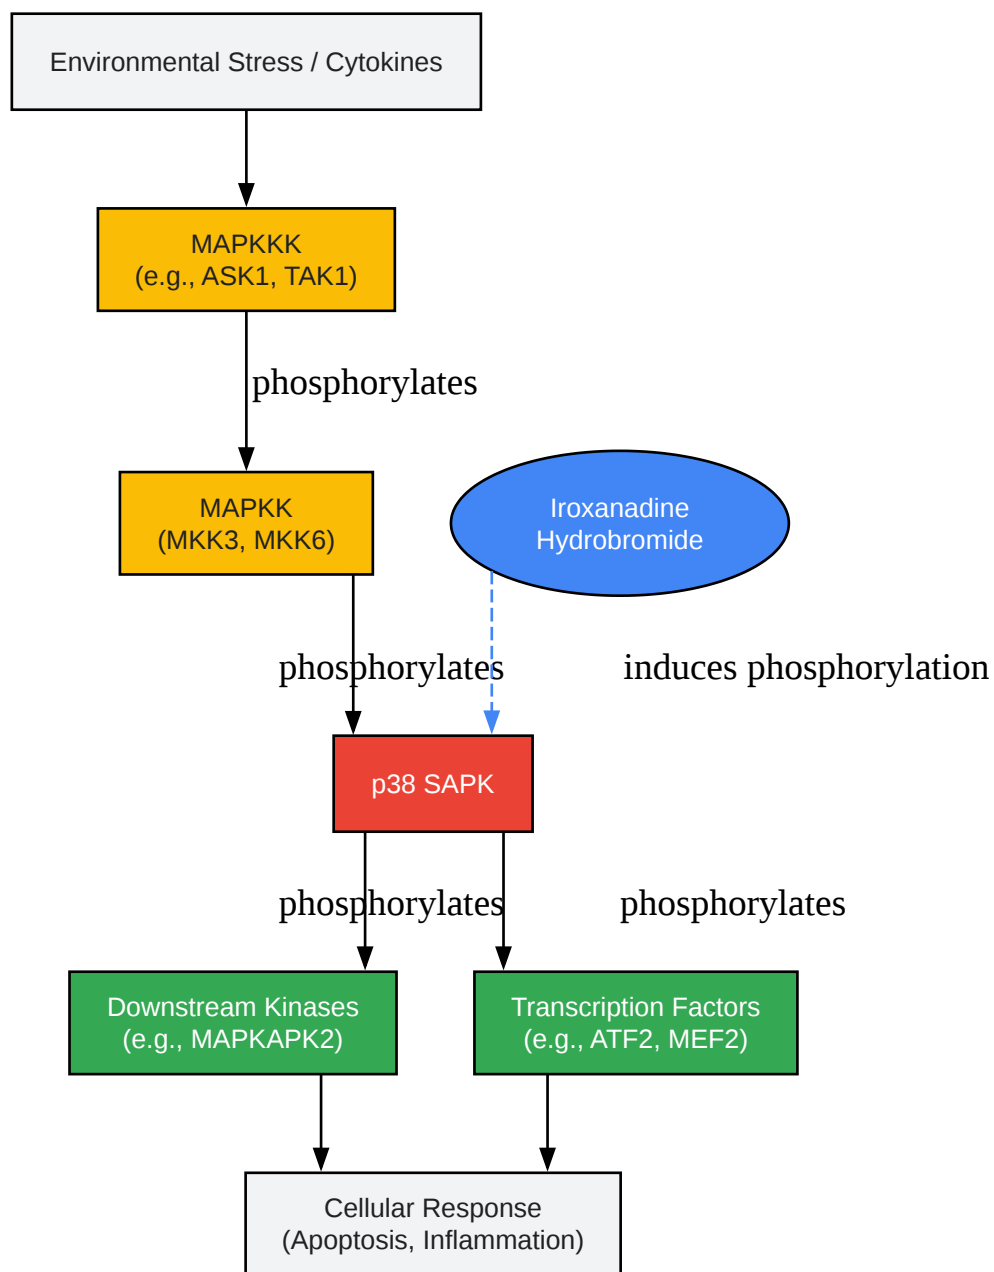 Environmental Stress / Cytokines
MAPKKK
(e.g., ASK1, TAK1)
phosphorylates
MAPKK
(MKK3, MKK6)
Iroxanadine
Hydrobromide
phosphorylates
induces phosphorylation
p38 SAPK
phosphorylates
phosphorylates
Downstream Kinases
(e.g., MAPKAPK2)
Transcription Factors
(e.g., ATF2, MEF2)
Cellular Response
(Apoptosis, Inflammation)